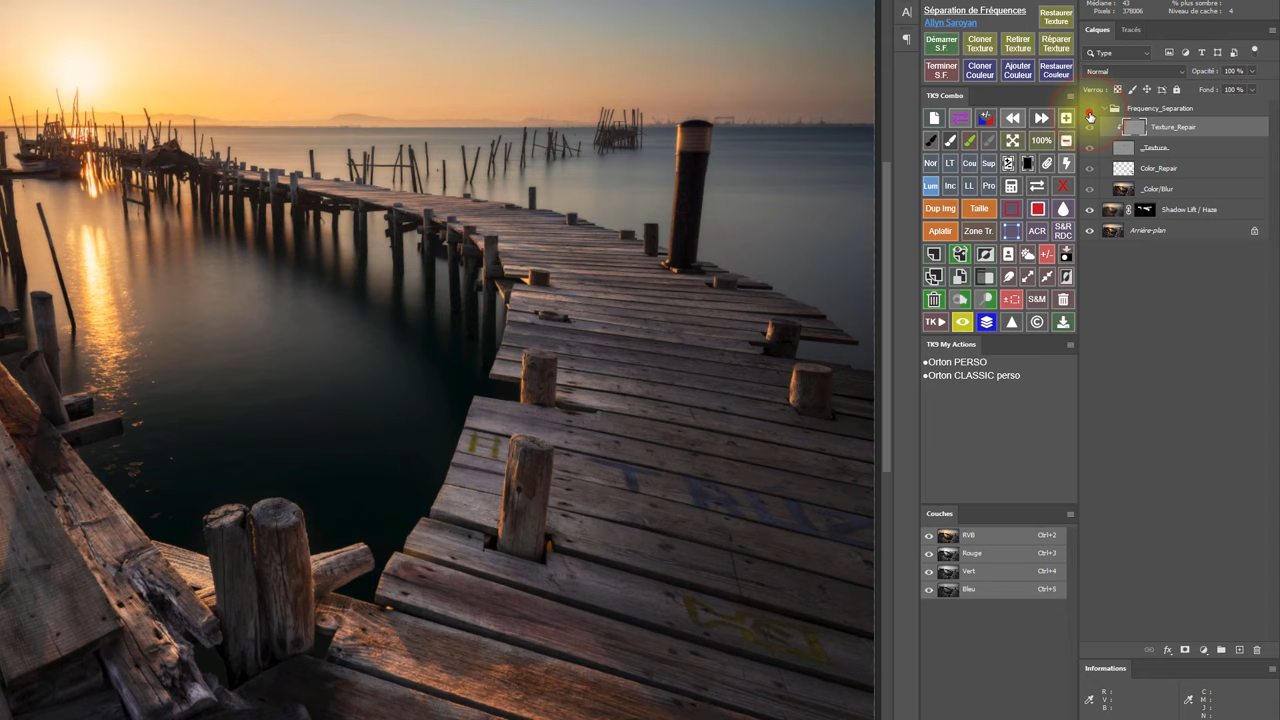 Médiane : 43
% plus sombre :
Pixels : 378006
Niveau de cache : 4
Séparation de Fréquences
Allyn Saroyan
Restaurer Texture
Démarrer S.F.
Cloner Texture
Retirer Texture
Réparer Texture
Terminer S.F.
Cloner Couleur
Ajouter Couleur
Restaurer Couleur
TK9 Combo
100%
Nor
LT
Cou
Sup
Lum
Inc
LL
Pro
Dup Img
Taille
Aplatir
Zone Tr.
ACR
S&R RDC
+/-
S&M
TK
TK9 My Actions
●Orton PERSO
●Orton CLASSIC perso
Couches
RVB Ctrl+2
Rouge Ctrl+3
Vert Ctrl+4
Bleu Ctrl+5
Calques
Tracés
Type
Normal
Opacité : 100 %
Verrou :
Fond : 100 %
Frequency_Separation
Texture_Repair
_Texture_
Color_Repair
_Color/Blur
Shadow Lift / Haze
Arrière-plan
Informations
R :
V :
B :
C :
M :
J :
N :